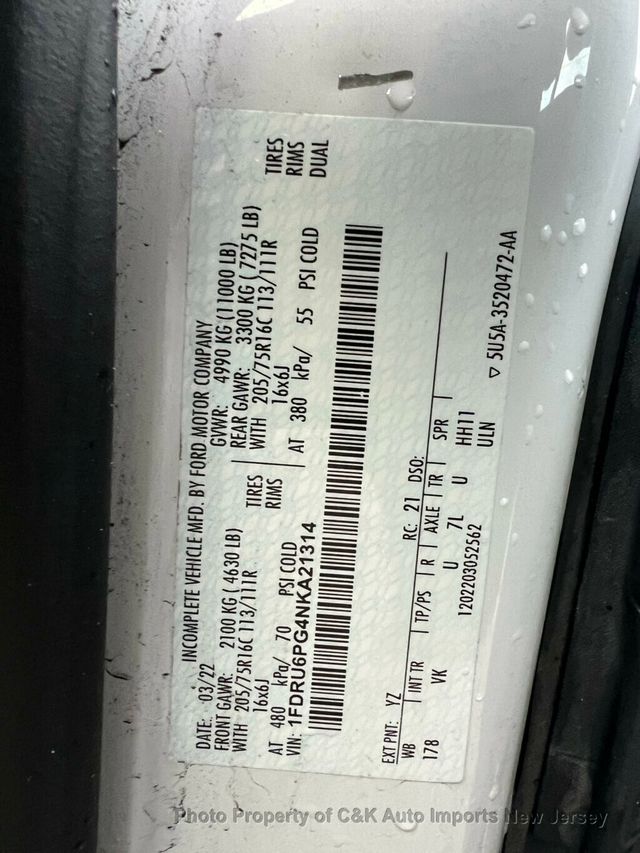 INCOMPLETE VEHICLE MFD. BY FORD MOTOR COMPANY
DATE: 03/22 GVWR: 4990 KG (11000 LB)
FRONT GAWR: 2100 KG ( 4630 LB) REAR GAWR: 3300 KG ( 7275 LB)
WITH 205/75R16C 113/111R TIRES WITH 205/75R16C 113/111R TIRES
16x6J RIMS 16x6J RIMS
AT 480 kPa/ 70 PSI COLD AT 380 kPa/ 55 PSI COLD DUAL
VIN: 1FDRU6PG4NKA21314
EXT PNT: YZ RC: 21 DSO:
WB INT TR TP/PS R AXLE TR SPR
178 VK U 7L U HH11
1202203052562 ULN
▽ 5U5A-3520472-AA
Photo Property of C&K Auto Imports New Jersey